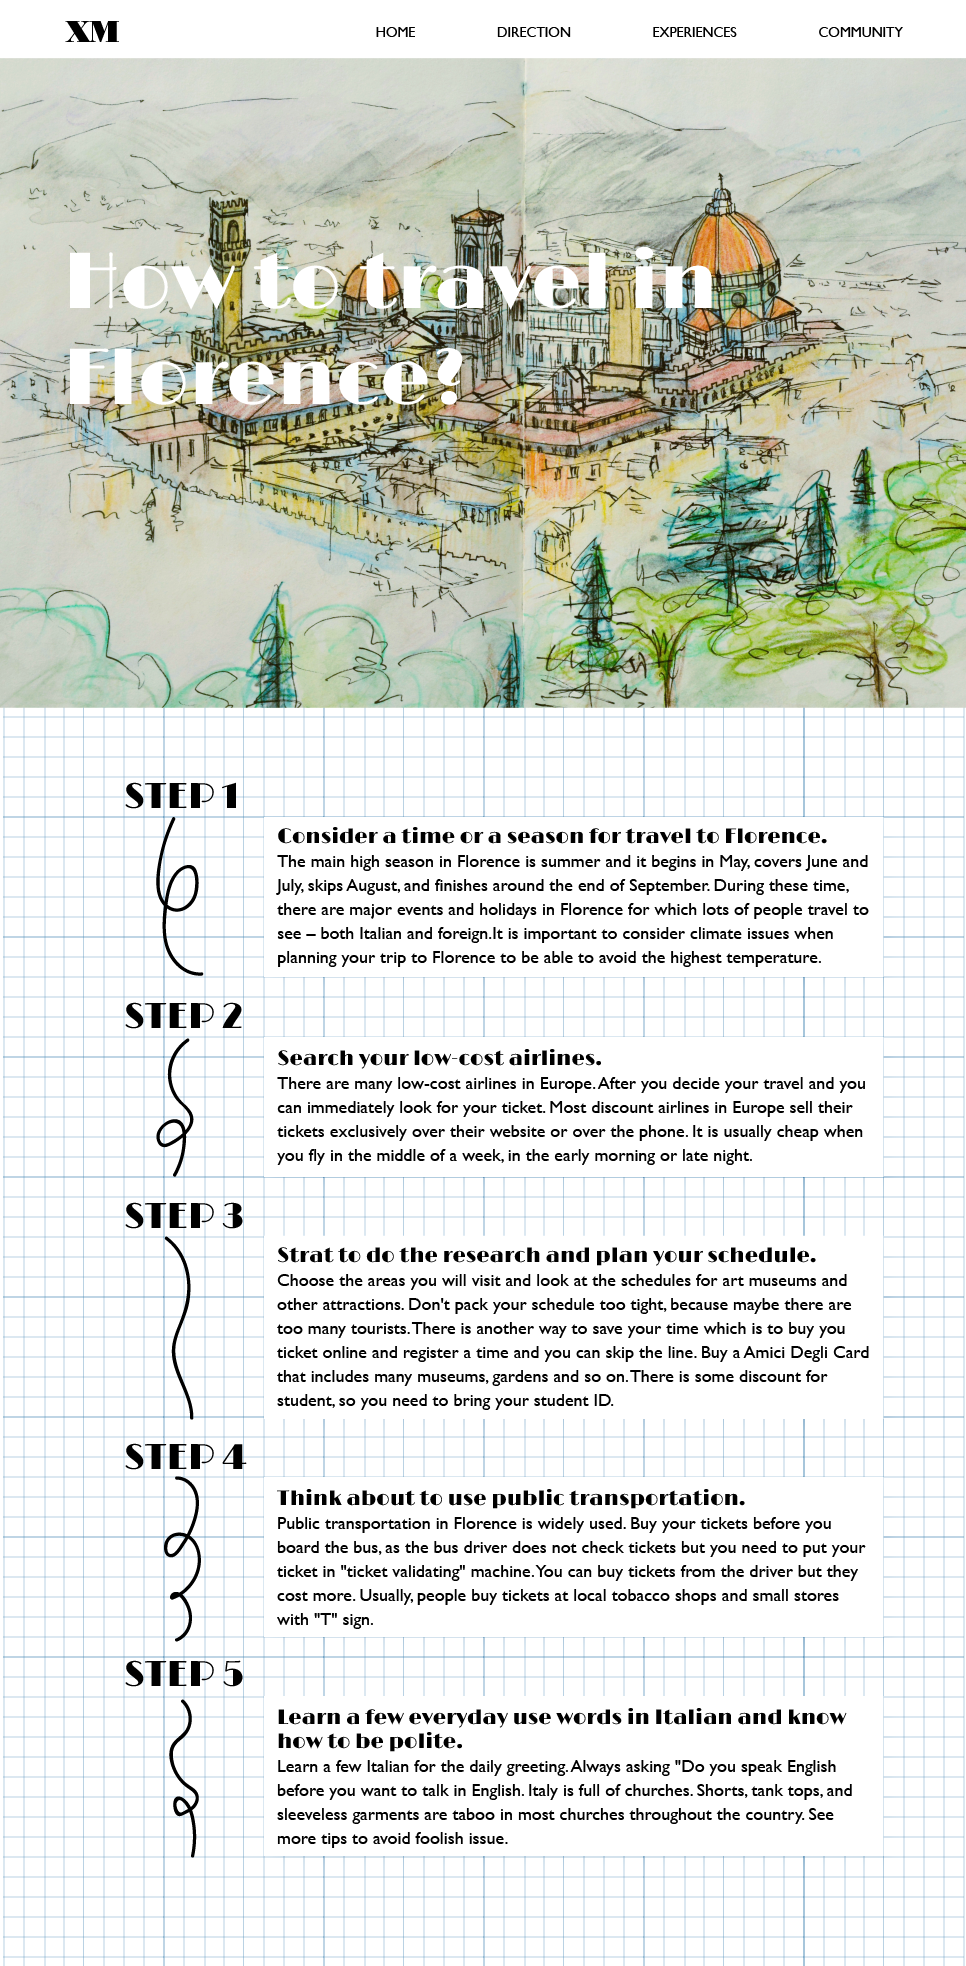 XM
HOME DIRECTION EXPERIENCES COMMUNITY
How to travel in
Florence?
STEP 1
Consider a time or a season for travel to Florence.
The main high season in Florence is summer and it begins in May, covers June and
July, skips August, and finishes around the end of September. During these time,
there are major events and holidays in Florence for which lots of people travel to
see – both Italian and foreign.It is important to consider climate issues when
planning your trip to Florence to be able to avoid the highest temperature.
STEP 2
Search your low-cost airlines.
There are many low-cost airlines in Europe. After you decide your travel and you
can immediately look for your ticket. Most discount airlines in Europe sell their
tickets exclusively over their website or over the phone. It is usually cheap when
you fly in the middle of a week, in the early morning or late night.
STEP 3
Strat to do the research and plan your schedule.
Choose the areas you will visit and look at the schedules for art museums and
other attractions. Don't pack your schedule too tight, because maybe there are
too many tourists. There is another way to save your time which is to buy you
ticket online and register a time and you can skip the line. Buy a Amici Degli Card
that includes many museums, gardens and so on. There is some discount for
student, so you need to bring your student ID.
STEP 4
Think about to use public transportation.
Public transportation in Florence is widely used. Buy your tickets before you
board the bus, as the bus driver does not check tickets but you need to put your
ticket in "ticket validating" machine. You can buy tickets from the driver but they
cost more. Usually, people buy tickets at local tobacco shops and small stores
with "T" sign.
STEP 5
Learn a few everyday use words in Italian and know
how to be polite.
Learn a few Italian for the daily greeting. Always asking "Do you speak English
before you want to talk in English. Italy is full of churches. Shorts, tank tops, and
sleeveless garments are taboo in most churches throughout the country. See
more tips to avoid foolish issue.